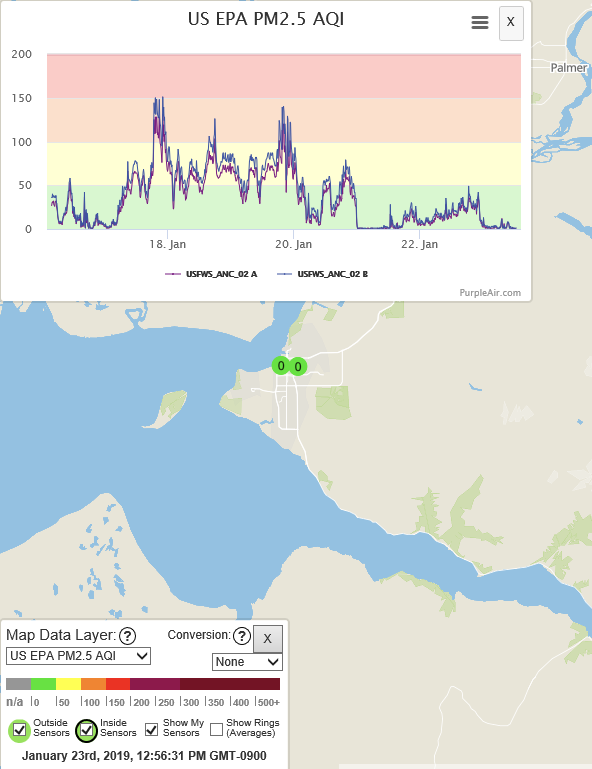 US EPA PM2.5 AQI
X
200
150
100
50
0
18. Jan 20. Jan 22. Jan
USFWS_ANC_02 A USFWS_ANC_02 B
PurpleAir.com
Palmer
0 0
Map Data Layer: ? Conversion: ? X
US EPA PM2.5 AQI None
n/a 0 50 100 150 200 250 300 350 400 500+
Outside Sensors
Inside Sensors
Show My Sensors
Show Rings (Averages)
January 23rd, 2019, 12:56:31 PM GMT-0900